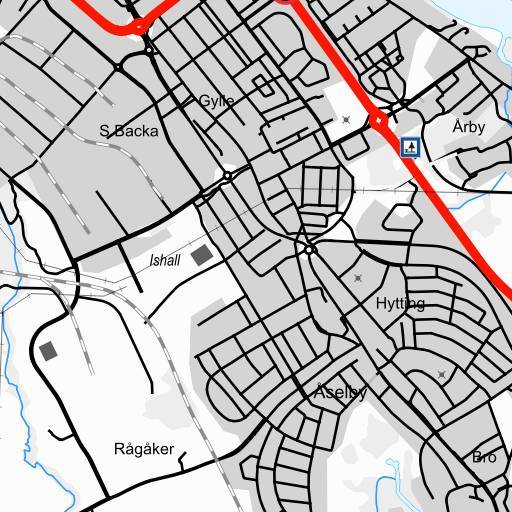 Gylle
S Backa
Årby
Ishall
Hytting
Åselby
Rågåker
Bro